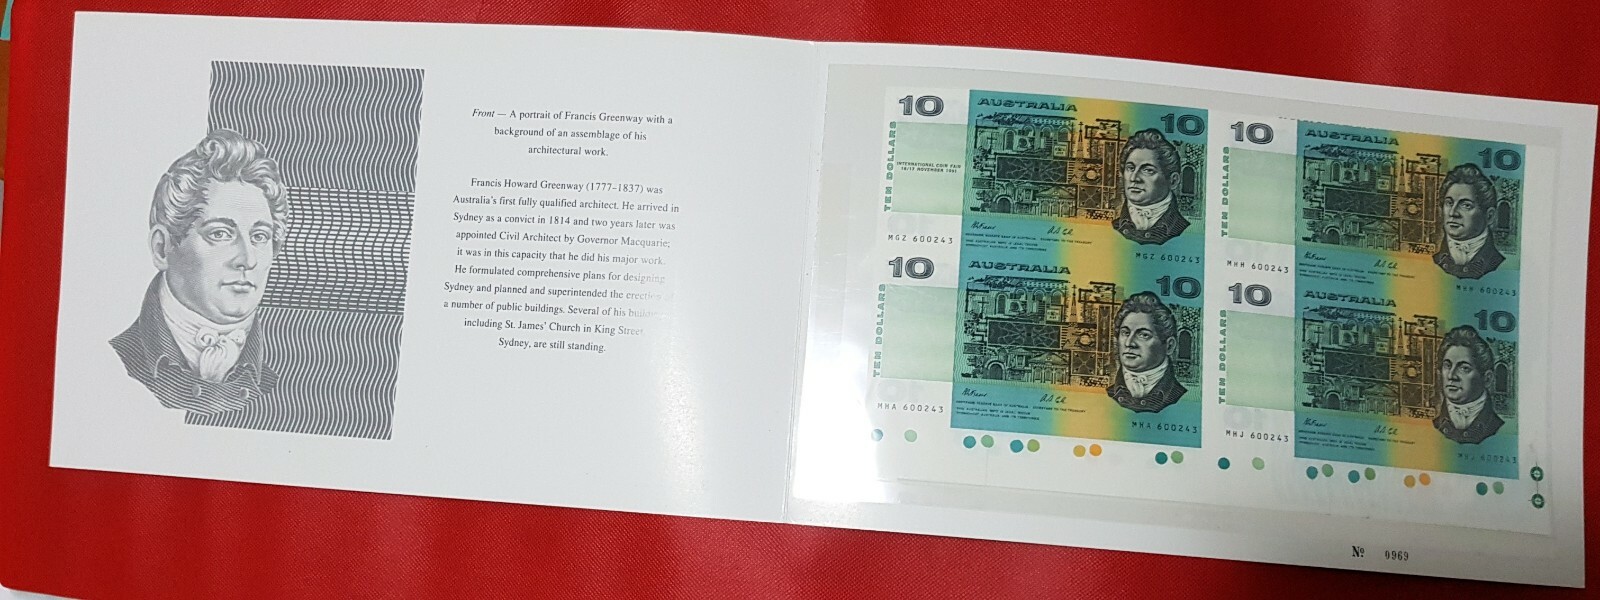 Front — A portrait of Francis Greenway with a
background of an assemblage of his
architectural work.
Francis Howard Greenway (1777-1837) was
Australia's first fully qualified architect. He arrived in
Sydney as a convict in 1814 and two years later was
appointed Civil Architect by Governor Macquarie;
it was in this capacity that he did his major work.
He formulated comprehensive plans for designing
Sydney and planned and superintended the erection
a number of public buildings. Several of his
including St. James' Church in King Street
Sydney, are still standing.
10
AUSTRALIA
10
TEN DOLLARS
INTERNATIONAL COIN FAIR
NOVEMBER 1991
MGZ 600243
MGZ 600243
10
AUSTRALIA
10
TEN DOLLARS
MHH 600243
MHH 600243
10
AUSTRALIA
10
TEN DOLLARS
MHA 600243
MHA 600243
10
AUSTRALIA
10
TEN DOLLARS
MHJ 600243
MHJ 600243
№ 0969